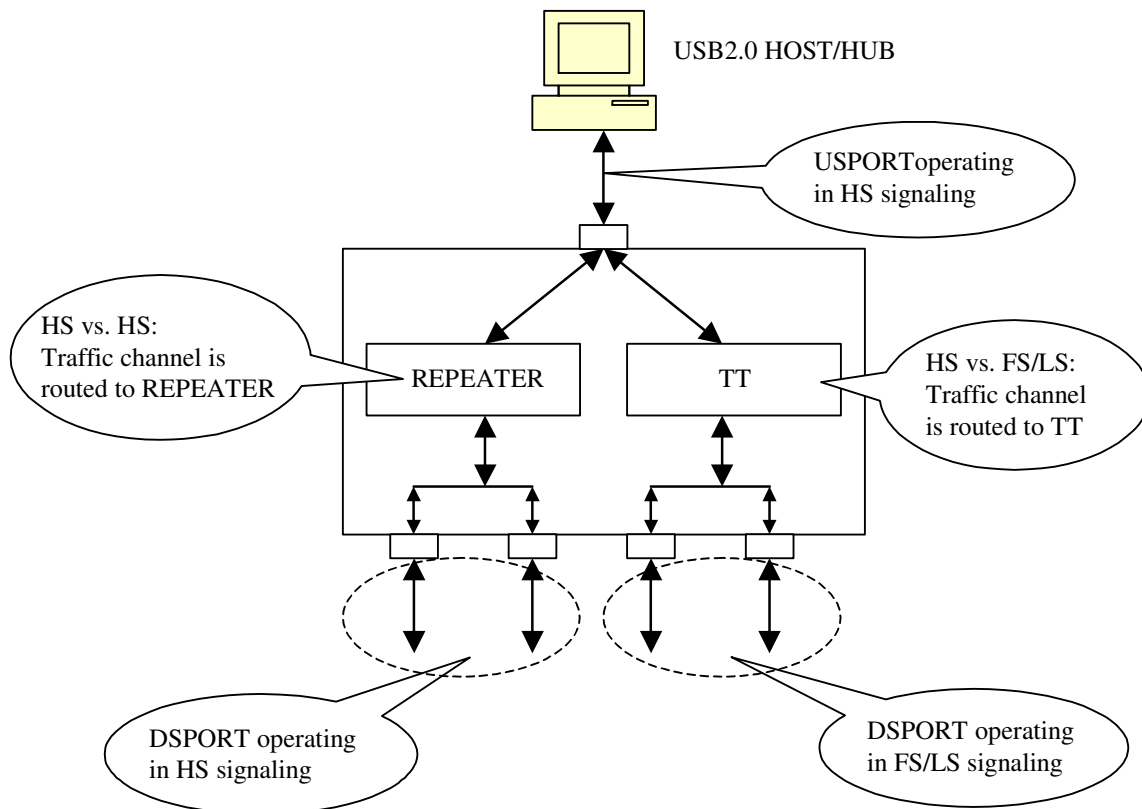 USB2.0 HOST/HUB
USPORToperating
in HS signaling
HS vs. HS:
Traffic channel is
routed to REPEATER
REPEATER
TT
HS vs. FS/LS:
Traffic channel
is routed to TT
DSPORT operating
in HS signaling
DSPORT operating
in FS/LS signaling